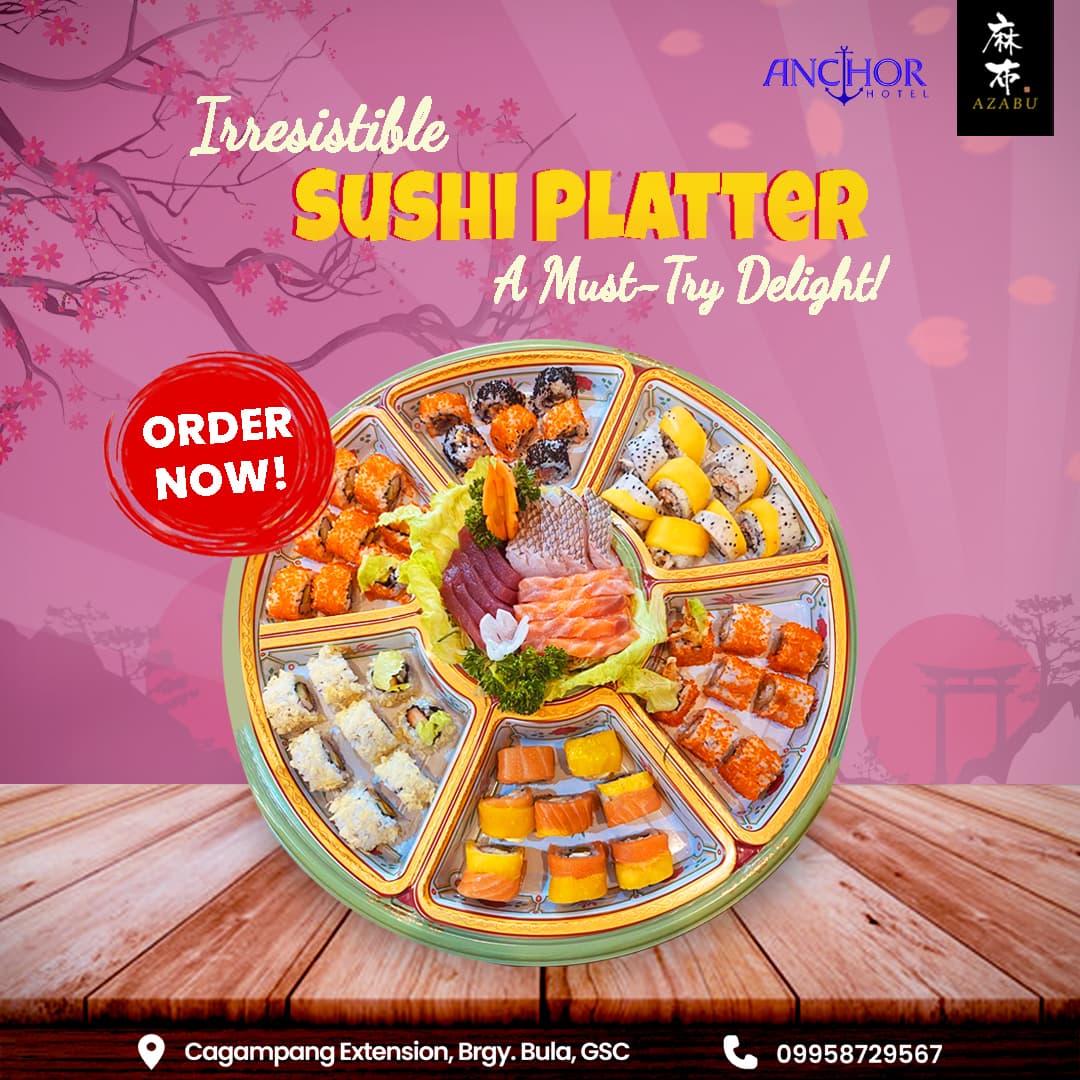 ANCHOR
HOTEL
麻
布
AZABU
Irresistible
SUSHI PLATTER
A Must-Try Delight!
ORDER
NOW!
Cagampang Extension, Brgy. Bula, GSC
09958729567